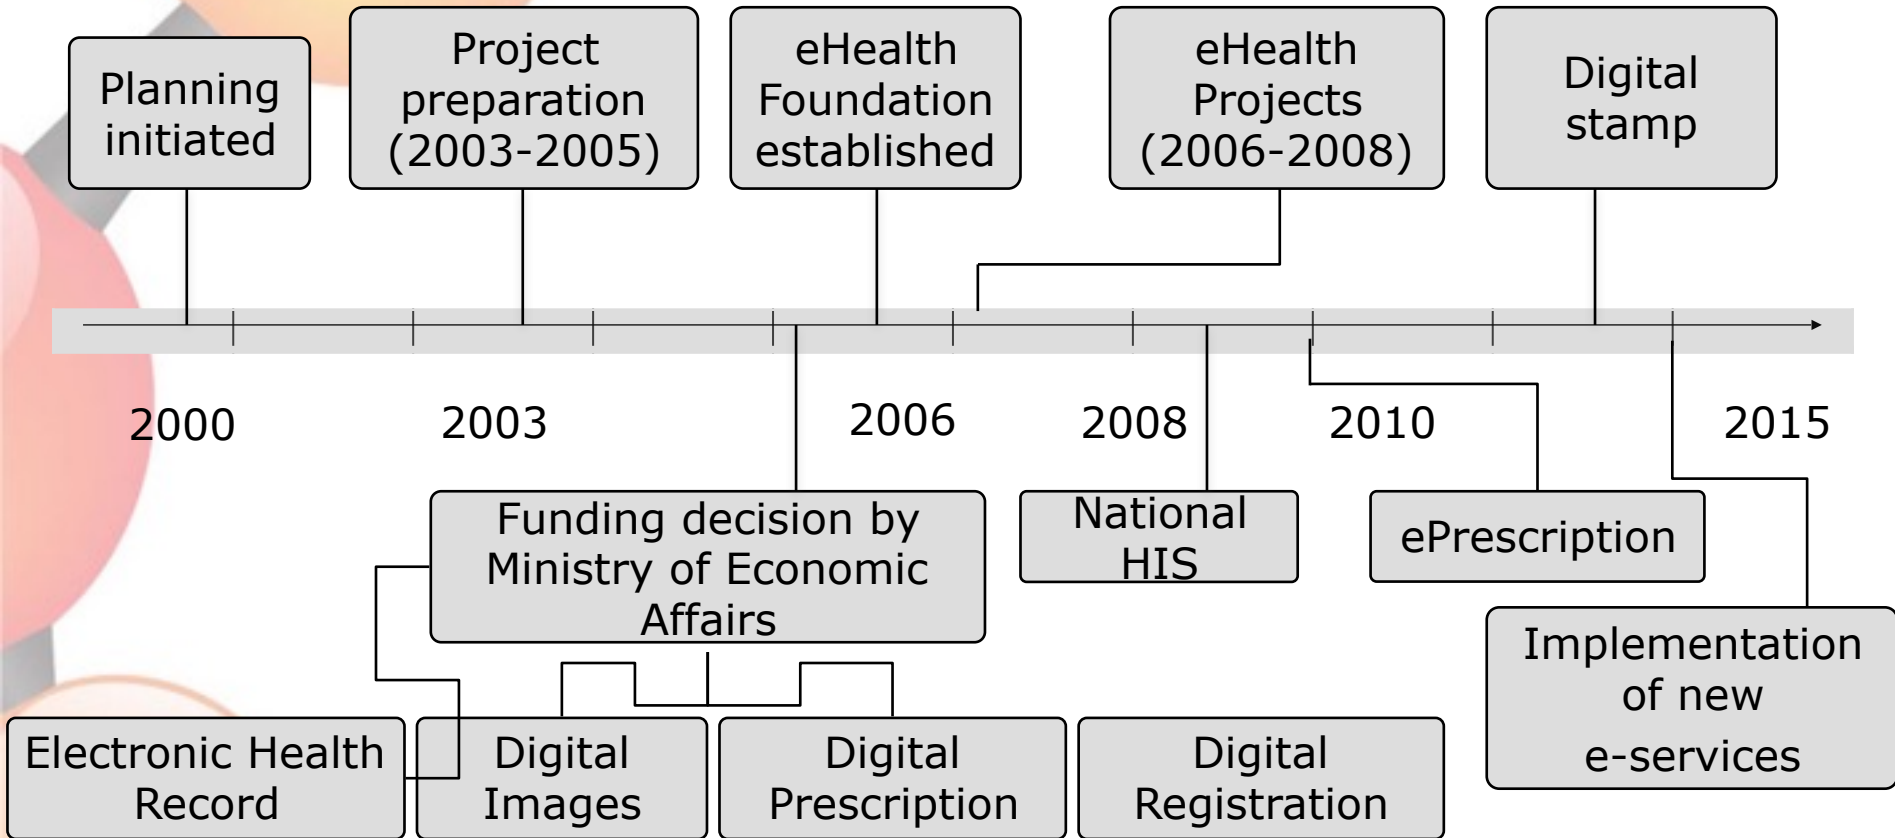 Planning
initiated
Project
preparation
(2003-2005)
eHealth
Foundation
established
eHealth
Projects
(2006-2008)
Digital
stamp
2000
2003
2006
2008
2010
2015
Funding decision by
Ministry of Economic
Affairs
National
HIS
ePrescription
Implementation
of new
e-services
Electronic Health
Record
Digital
Images
Digital
Prescription
Digital
Registration